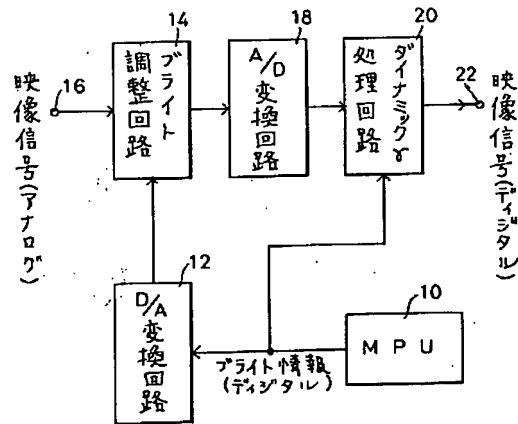 14
18
20
16
映像信号(アナログ)
ブライト
調整回路
A/D
変換回路
ダイナミックγ
処理回路
22
映像信号(ディジタル)
12
D/A
変換回路
10
MPU
ブライト情報
(ディジタル)